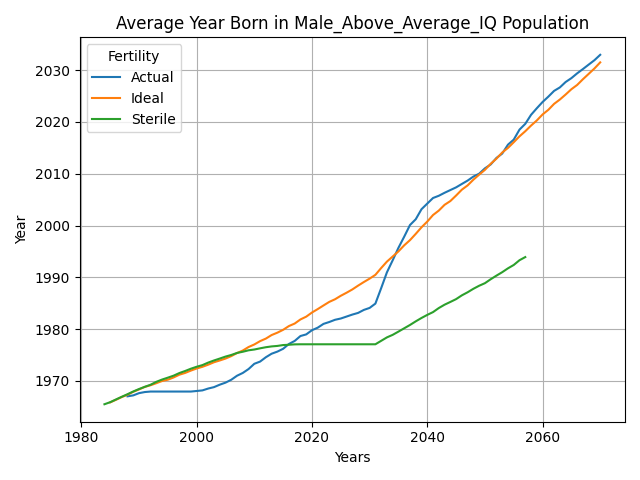 Average Year Born in Male_Above_Average_IQ Population
Fertility
Actual
Ideal
Sterile
2030
2020
2010
2000
1990
1980
1970
Year
1980
2000
2020
2040
2060
Years